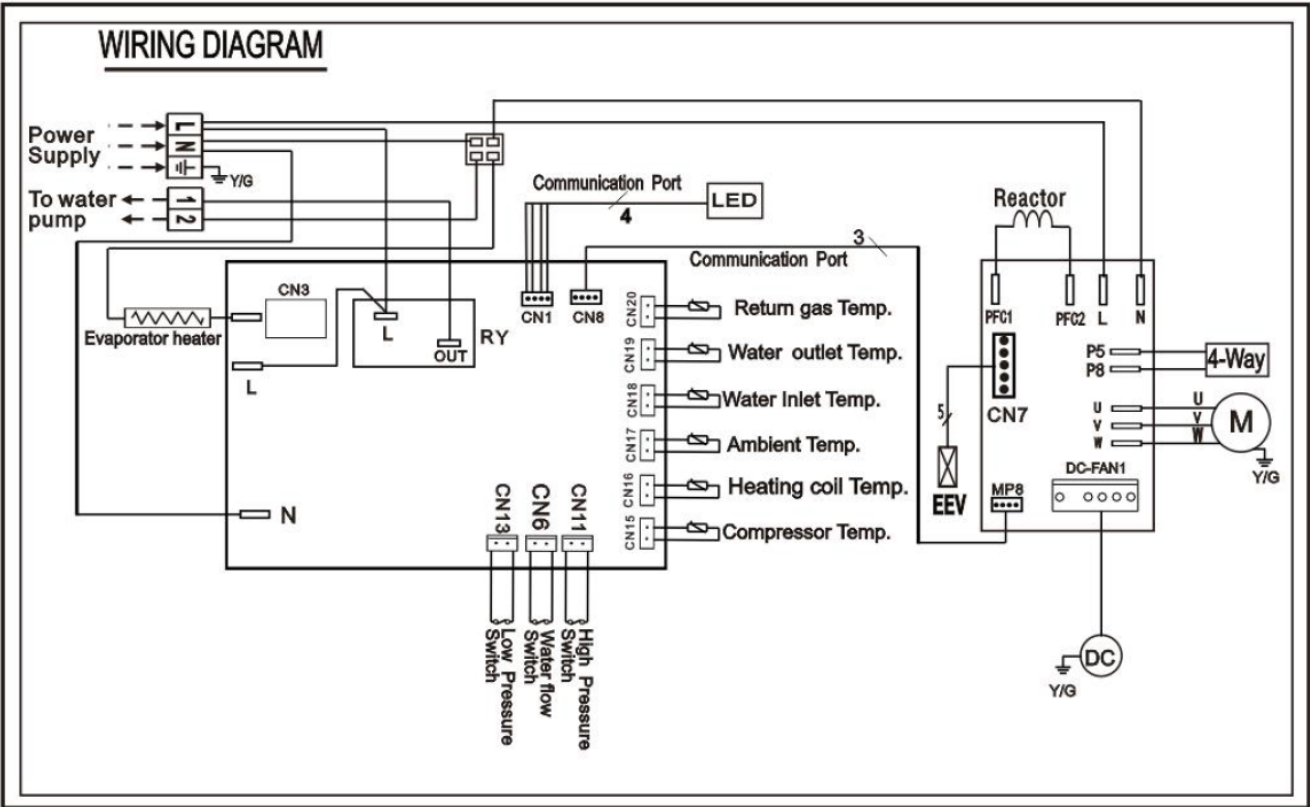 WIRING DIAGRAM
Power
Supply
L
N
Y/G
To water
pump
1
2
Communication Port
4
LED
3
Communication Port
Reactor
CN3
Evaporator heater
L
L
OUT
RY
CN1
CN8
N
CN20
Return gas Temp.
CN19
Water outlet Temp.
CN18
Water Inlet Temp.
CN17
Ambient Temp.
CN16
Heating coil Temp.
CN15
Compressor Temp.
CN13
CN6
CN11
Low Pressure
Switch
Water flow
Switch
High Pressure
Switch
PFC1
PFC2
L
N
P5
P8
4-Way
5
CN7
EEV
U
V
W
U
V
W
M
Y/G
DC-FAN1
MP8
DC
Y/G